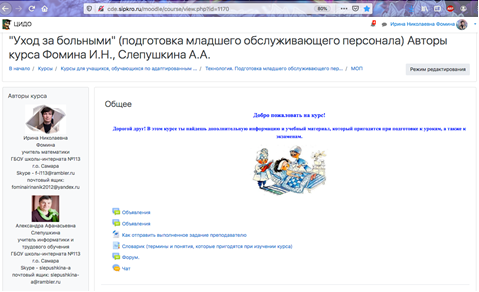 cdo.sipkro.ru/moodle/course/view.php?id=1170
80%
ЦИДО
Ирина Николаевна Фомина
"Уход за больными" (подготовка младшего обслуживающего персонала) Авторы
курса Фомина И.Н., Слепушкина А.А.
В начало / Курсы / Курсы для учащихся, обучающихся по адаптированным ... / Технология. Подготовка младшего обслуживающего пер... / МОП
Режим редактирования
Авторы курса
Ирина Николаевна
Фомина
учитель математики
ГБОУ школы-интерната №113
г.о. Самара
Skype - f-i113@rambler.ru
почтовый ящик:
fominairinanik2012@yandex.ru
Александра Афанасьевна
Слепушкина
учитель информатики и
трудового обучения
ГБОУ школы-интерната №113
г.о. Самара
Skype - slepushkina-a
почтовый ящик: slepushkina-
a@rambler.ru
Общее
Добро пожаловать на курс!
Дорогой друг! В этом курсе ты найдешь дополнительную информацию и учебный материал, который пригодится при подготовке к урокам, а также к
экзаменам.
Объявления
Объявления
Как отправить выполненное задание преподавателю
Словарик (термины и понятия, которые пригодятся при изучении курса)
Форум
Чат